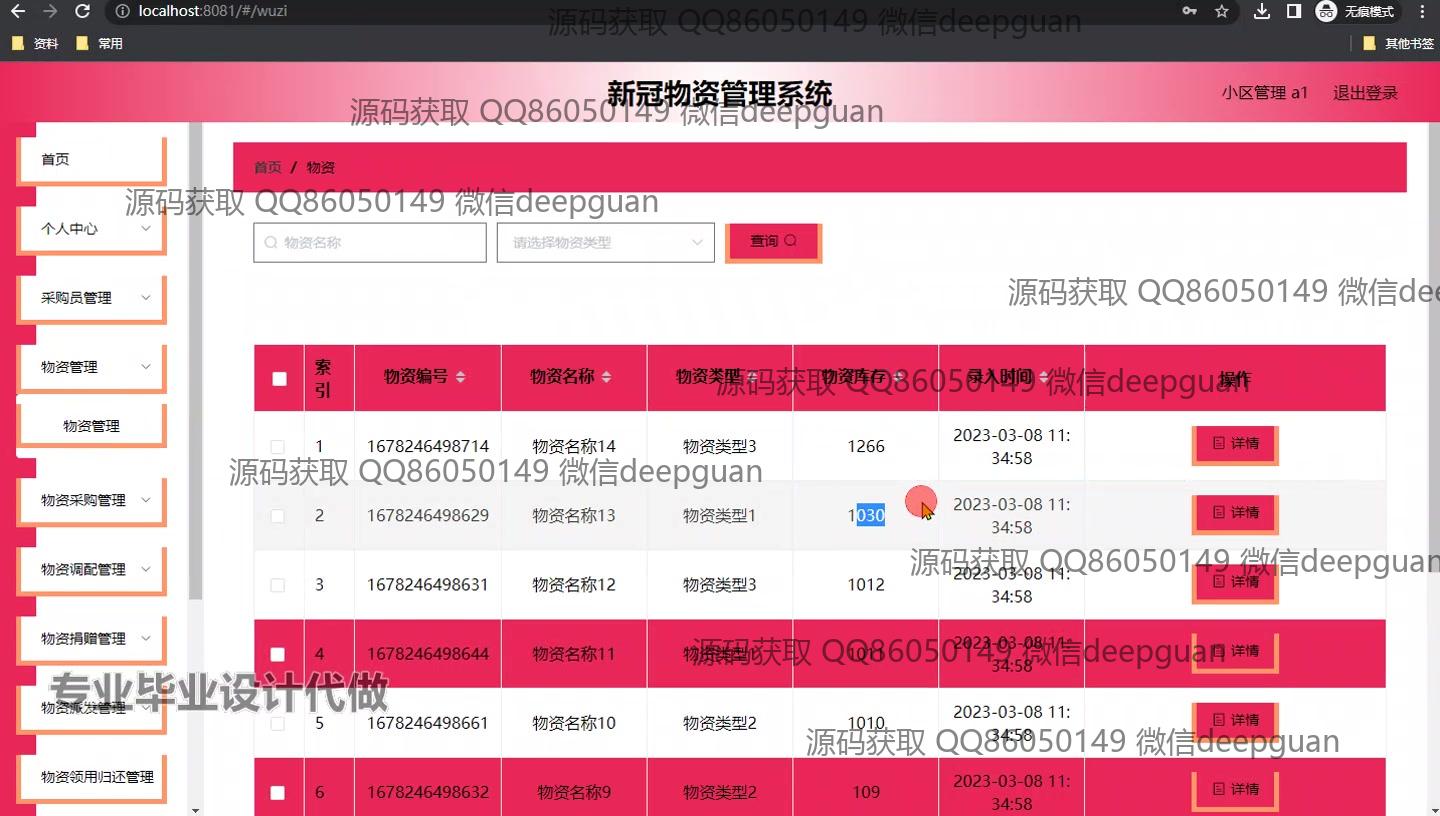 localhost:8081/#/wuzi
无痕模式
资料
常用
其他书签
源码获取 QQ86050149 微信deepguan
新冠物资管理系统
小区管理 a1
退出登录
源码获取 QQ86050149 微信deepguan
首页
首页 / 物资
源码获取 QQ86050149 微信deepguan
个人中心
物资名称
请选择物资类型
查询
采购员管理
源码获取 QQ86050149 微信dee
物资管理
物资管理
索引 物资编号 物资名称 物资类型 物资库存 录入时间 操作
源码获取 QQ86050149 微信deepguan
1 1678246498714 物资名称14 物资类型3 1266 2023-03-08 11:34:58 详情
源码获取 QQ86050149 微信deepguan
物资采购管理
2 1678246498629 物资名称13 物资类型1 1030 2023-03-08 11:34:58 详情
源码获取 QQ86050149 微信deepguan
物资调配管理
3 1678246498631 物资名称12 物资类型3 1012 2023-03-08 11:34:58 详情
物资捐赠管理
4 1678246498644 物资名称11 2023-03-08 11:34:58 详情
源码获取 QQ86050149 微信deepguan
专业毕业设计代做
物资派发管理
5 1678246498661 物资名称10 物资类型2 1010 2023-03-08 11:34:58 详情
源码获取 QQ86050149 微信deepguan
物资领用归还管理
6 1678246498632 物资名称9 物资类型2 109 2023-03-08 11:34:58 详情